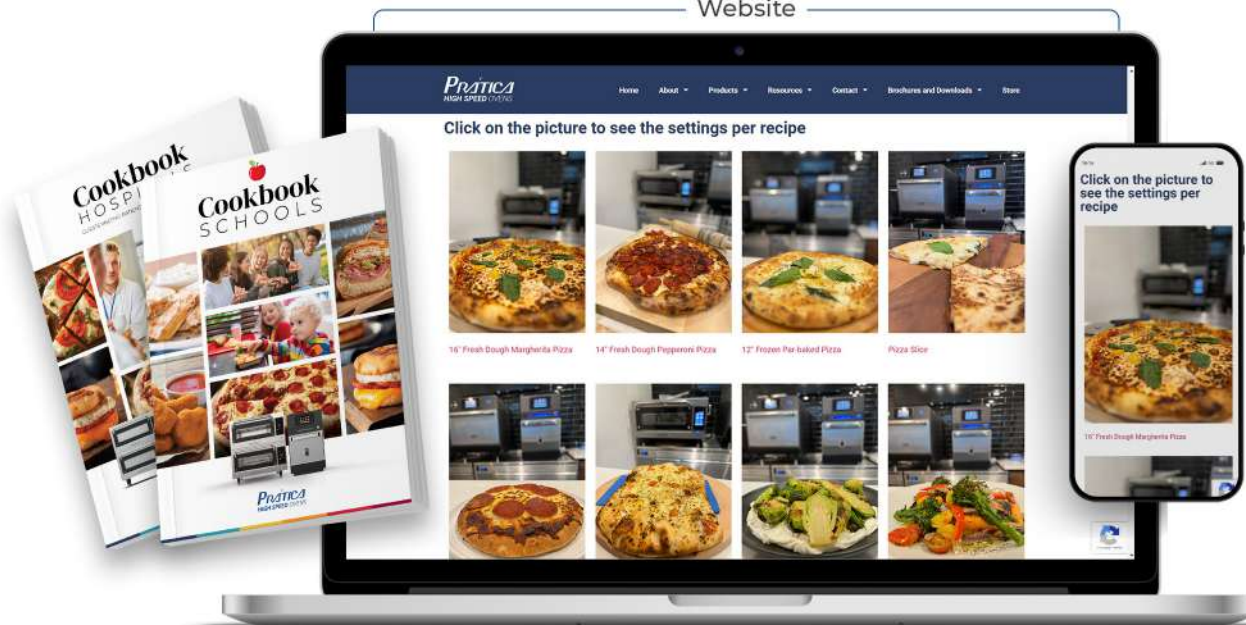 Website
PRÁTICA
HIGH SPEED OVENS
Home
About
Products
Resources
Contact
Brochures and Downloads
Store
Click on the picture to see the settings per recipe
16" Fresh Dough Margherita Pizza
14" Fresh Dough Pepperoni Pizza
12" Frozen Par-baked Pizza
Pizza Slice
Cookbook
Cookbook
SCHOOLS
PRÁTICA
HIGH SPEED OVENS
Click on the picture to
see the settings per
recipe
16" Fresh Dough Margherita Pizza